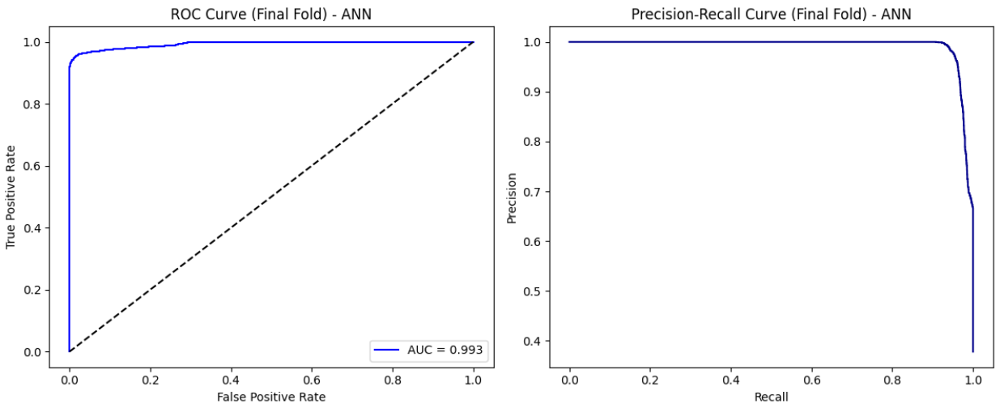 ROC Curve (Final Fold) - ANN
1.0
0.8
0.6
0.4
0.2
0.0
True Positive Rate
AUC = 0.993
0.0 0.2 0.4 0.6 0.8 1.0
False Positive Rate
Precision-Recall Curve (Final Fold) - ANN
1.0
0.9
0.8
0.7
0.6
0.5
0.4
Precision
0.0 0.2 0.4 0.6 0.8 1.0
Recall